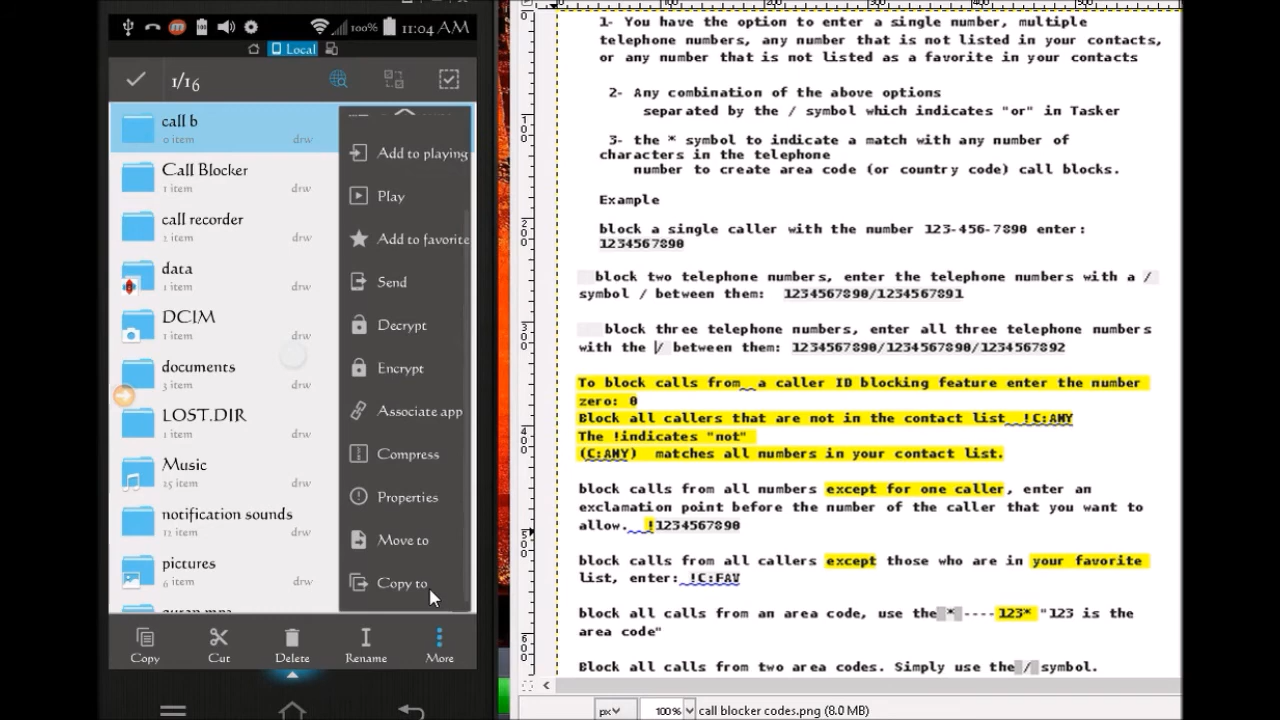 100% 11:04 AM
Local
1/16
call b
0 item
drw
Call Blocker
1 item
drw
call recorder
2 item
drw
data
1 item
drw
DCIM
1 item
drw
documents
3 item
drw
LOST.DIR
1 item
drw
Music
25 item
drw
notification sounds
12 item
drw
pictures
6 item
drw
Add to playing
Play
Add to favorite
Send
Decrypt
Encrypt
Associate app
Compress
Properties
Move to
Copy to
Copy
Cut
Delete
Rename
More
1- You have the option to enter a single number, multiple
telephone numbers, any number that is not listed in your contacts,
or any number that is not listed as a favorite in your contacts
2- Any combination of the above options
separated by the / symbol which indicates "or" in Tasker
3- the * symbol to indicate a match with any number of
characters in the telephone
number to create area code (or country code) call blocks.
Example
block a single caller with the number 123-456-7890 enter:
1234567890
block two telephone numbers, enter the telephone numbers with a /
symbol / between them: 1234567890/1234567891
block three telephone numbers, enter all three telephone numbers
with the / between them: 1234567890/1234567890/1234567892
To block calls from a caller ID blocking feature enter the number
zero: 0
Block all callers that are not in the contact list !C:ANY
The !indicates "not"
(C:ANY) matches all numbers in your contact list.
block calls from all numbers except for one caller, enter an
exclamation point before the number of the caller that you want to
allow. !1234567890
block calls from all callers except those who are in your favorite
list, enter: !C:FAV
block all calls from an area code, use the * ----123* "123 is the
area code"
Block all calls from two area codes. Simply use the / symbol.
px 100% call blocker codes.png (8.0 MB)